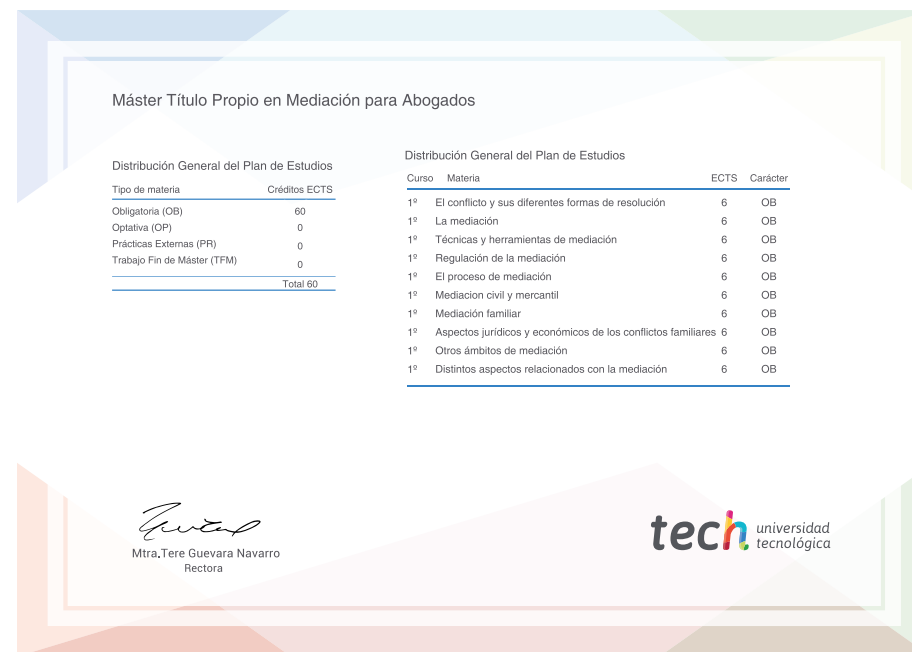 Máster Título Propio en Mediación para Abogados
Distribución General del Plan de Estudios
Tipo de materia Créditos ECTS
Obligatoria (OB) 60
Optativa (OP) 0
Prácticas Externas (PR) 0
Trabajo Fin de Máster (TFM) 0
Total 60
Distribución General del Plan de Estudios
Curso Materia ECTS Carácter
1º El conflicto y sus diferentes formas de resolución 6 OB
1º La mediación 6 OB
1º Técnicas y herramientas de mediación 6 OB
1º Regulación de la mediación 6 OB
1º El proceso de mediación 6 OB
1º Mediacion civil y mercantil 6 OB
1º Mediación familiar 6 OB
1º Aspectos jurídicos y económicos de los conflictos familiares 6 OB
1º Otros ámbitos de mediación 6 OB
1º Distintos aspectos relacionados con la mediación 6 OB
Mtra.Tere Guevara Navarro
Rectora
tech universidad
tecnológica